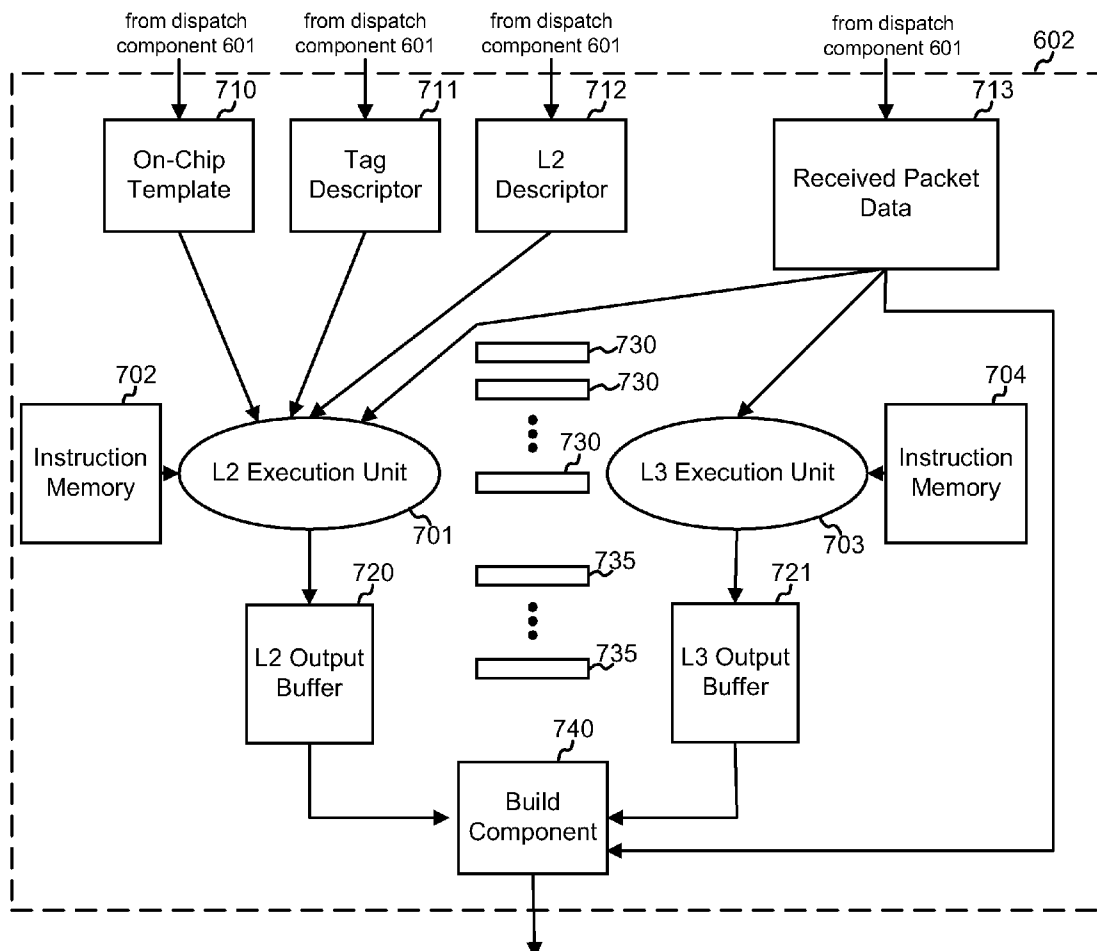 from dispatch
component 601
from dispatch
component 601
from dispatch
component 601
from dispatch
component 601
602
710
711
712
713
On-Chip
Template
Tag
Descriptor
L2
Descriptor
Received Packet
Data
730
730
730
702
704
Instruction
Memory
L2 Execution Unit
L3 Execution Unit
Instruction
Memory
701
703
735
735
720
721
L2 Output
Buffer
L3 Output
Buffer
740
Build
Component